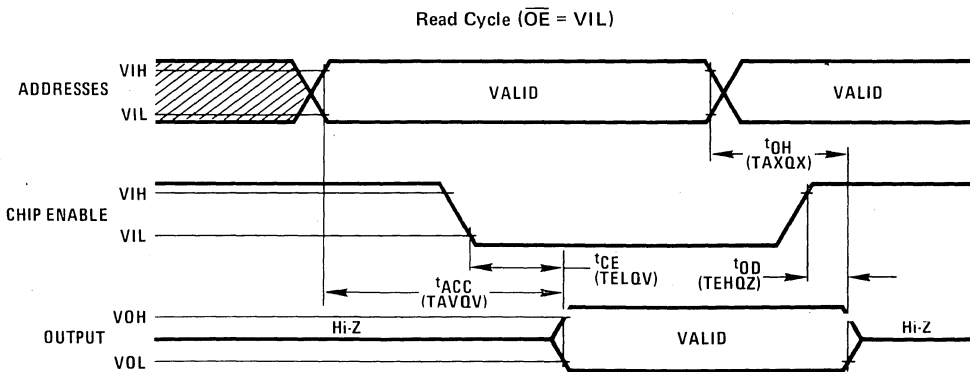 Read Cycle (OE = VIL)
ADDRESSES
VIH
VIL
VALID
VALID
tOH
(TAXQX)
CHIP ENABLE
VIH
VIL
tCE
(TELQV)
tOD
(TEHQZ)
tACC
(TAVQV)
OUTPUT
VOH
VOL
Hi-Z
VALID
Hi-Z